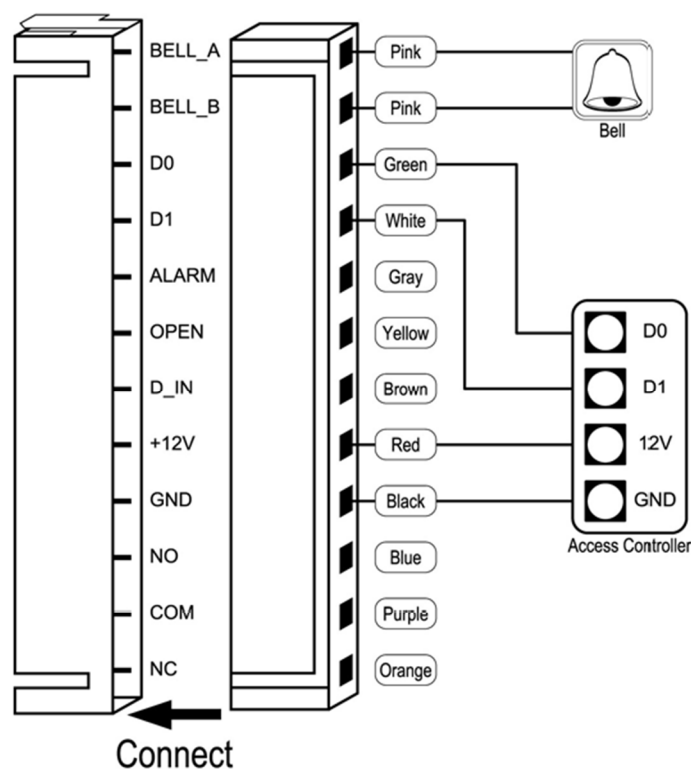 BELL_A Pink
BELL_B Pink
Bell
D0 Green
D1 White
ALARM Gray
OPEN Yellow D0
D_IN Brown D1
+12V Red 12V
GND Black GND
Access Controller
NO Blue
COM Purple
NC Orange
Connect